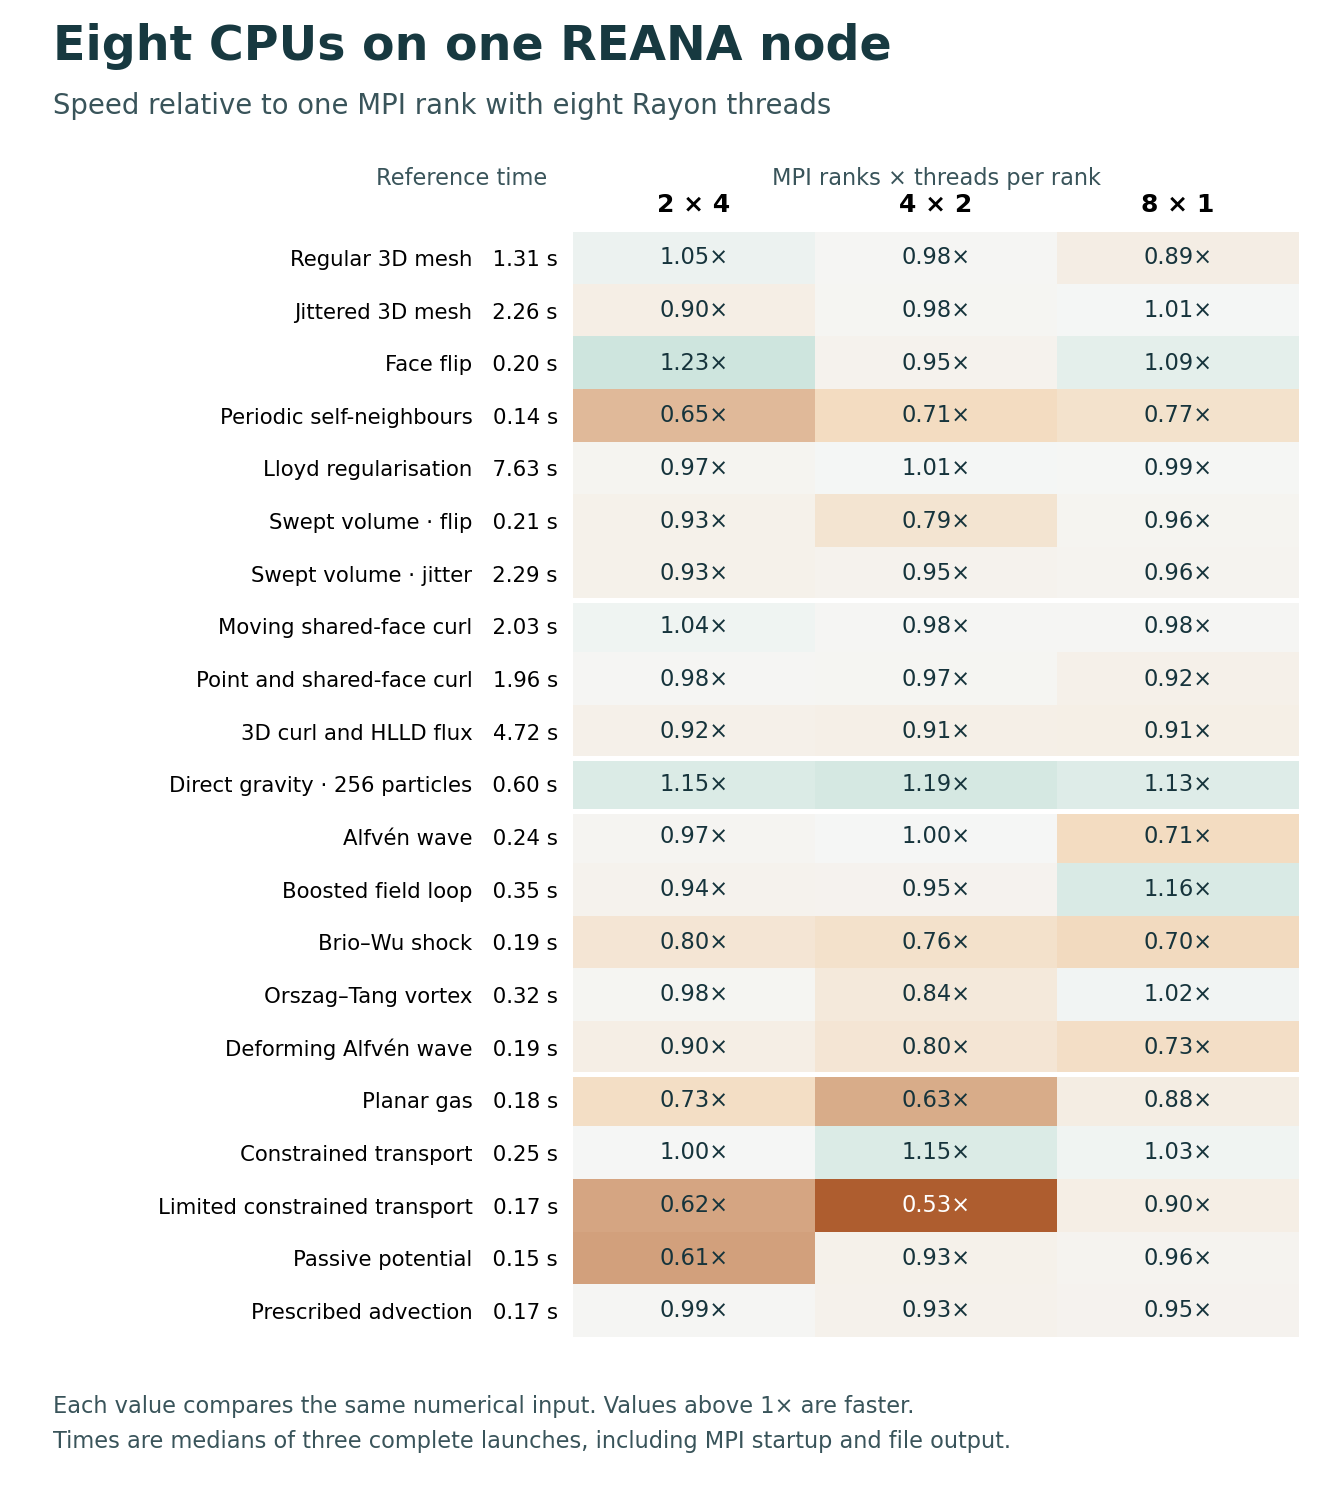 Eight CPUs on one REANA node
Speed relative to one MPI rank with eight Rayon threads
Reference time MPI ranks × threads per rank
2 × 4 4 × 2 8 × 1
Regular 3D mesh 1.31 s 1.05× 0.98× 0.89×
Jittered 3D mesh 2.26 s 0.90× 0.98× 1.01×
Face flip 0.20 s 1.23× 0.95× 1.09×
Periodic self-neighbours 0.14 s 0.65× 0.71× 0.77×
Lloyd regularisation 7.63 s 0.97× 1.01× 0.99×
Swept volume · flip 0.21 s 0.93× 0.79× 0.96×
Swept volume · jitter 2.29 s 0.93× 0.95× 0.96×
Moving shared-face curl 2.03 s 1.04× 0.98× 0.98×
Point and shared-face curl 1.96 s 0.98× 0.97× 0.92×
3D curl and HLLD flux 4.72 s 0.92× 0.91× 0.91×
Direct gravity · 256 particles 0.60 s 1.15× 1.19× 1.13×
Alfvén wave 0.24 s 0.97× 1.00× 0.71×
Boosted field loop 0.35 s 0.94× 0.95× 1.16×
Brio–Wu shock 0.19 s 0.80× 0.76× 0.70×
Orszag–Tang vortex 0.32 s 0.98× 0.84× 1.02×
Deforming Alfvén wave 0.19 s 0.90× 0.80× 0.73×
Planar gas 0.18 s 0.73× 0.63× 0.88×
Constrained transport 0.25 s 1.00× 1.15× 1.03×
Limited constrained transport 0.17 s 0.62× 0.53× 0.90×
Passive potential 0.15 s 0.61× 0.93× 0.96×
Prescribed advection 0.17 s 0.99× 0.93× 0.95×
Each value compares the same numerical input. Values above 1× are faster.
Times are medians of three complete launches, including MPI startup and file output.